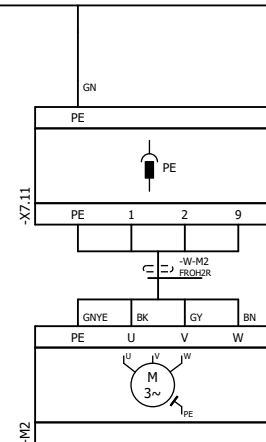 GN
PE
PE
-X7.11
PE 1 2 9
-W-M2
FROH2R
GNYE BK GY BN
PE U V W
U V W
M
3~
PE
-M2